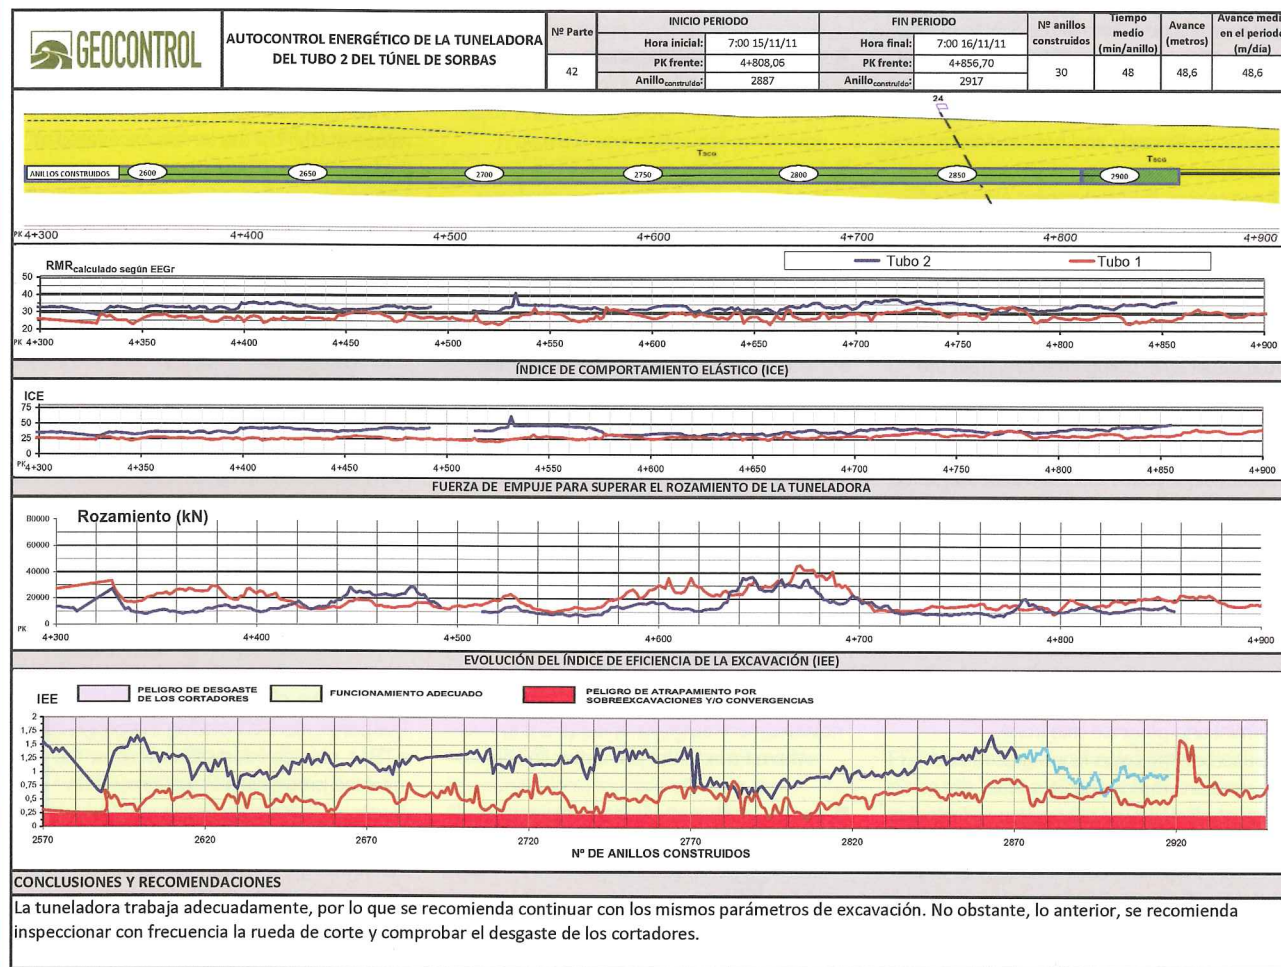 GEOCONTROL
AUTOCONTROL ENERGÉTICO DE LA TUNELADORA
DEL TUBO 2 DEL TÚNEL DE SORBAS
Nº Parte
42
INICIO PERIODO
Hora inicial: 7:00 15/11/11
PK frente: 4+808,06
Anillo construido: 2887
FIN PERIODO
Hora final: 7:00 16/11/11
PK frente: 4+856,70
Anillo construido: 2917
Nº anillos
construidos
30
Tiempo
medio
(min/anillo)
48
Avance
(metros)
48,6
Avance medio
en el periodo
(m/día)
48,6
24
TSCG
TSCG
ANILLOS CONSTRUIDOS 2600 2650 2700 2750 2800 2850 2900
PK 4+300 4+400 4+500 4+600 4+700 4+800 4+900
RMR calculado según EEGr
Tubo 2 Tubo 1
50
40
30
20
PK 4+300 4+350 4+400 4+450 4+500 4+550 4+600 4+650 4+700 4+750 4+800 4+850 4+900
ÍNDICE DE COMPORTAMIENTO ELÁSTICO (ICE)
ICE
75
50
25
0
PK 4+300 4+350 4+400 4+450 4+500 4+550 4+600 4+650 4+700 4+750 4+800 4+850 4+900
FUERZA DE EMPUJE PARA SUPERAR EL ROZAMIENTO DE LA TUNELADORA
Rozamiento (kN)
80000
60000
40000
20000
0
PK
4+300 4+400 4+500 4+600 4+700 4+800 4+900
EVOLUCIÓN DEL ÍNDICE DE EFICIENCIA DE LA EXCAVACIÓN (IEE)
IEE
PELIGRO DE DESGASTE
DE LOS CORTADORES
FUNCIONAMIENTO ADECUADO
PELIGRO DE ATRAPAMIENTO POR
SOBREEXCAVACIONES Y/O CONVERGENCIAS
2
1,75
1,5
1,25
1
0,75
0,5
0,25
0
2570 2620 2670 2720 2770 2820 2870 2920
Nº DE ANILLOS CONSTRUIDOS
CONCLUSIONES Y RECOMENDACIONES
La tuneladora trabaja adecuadamente, por lo que se recomienda continuar con los mismos parámetros de excavación. No obstante, lo anterior, se recomienda
inspeccionar con frecuencia la rueda de corte y comprobar el desgaste de los cortadores.